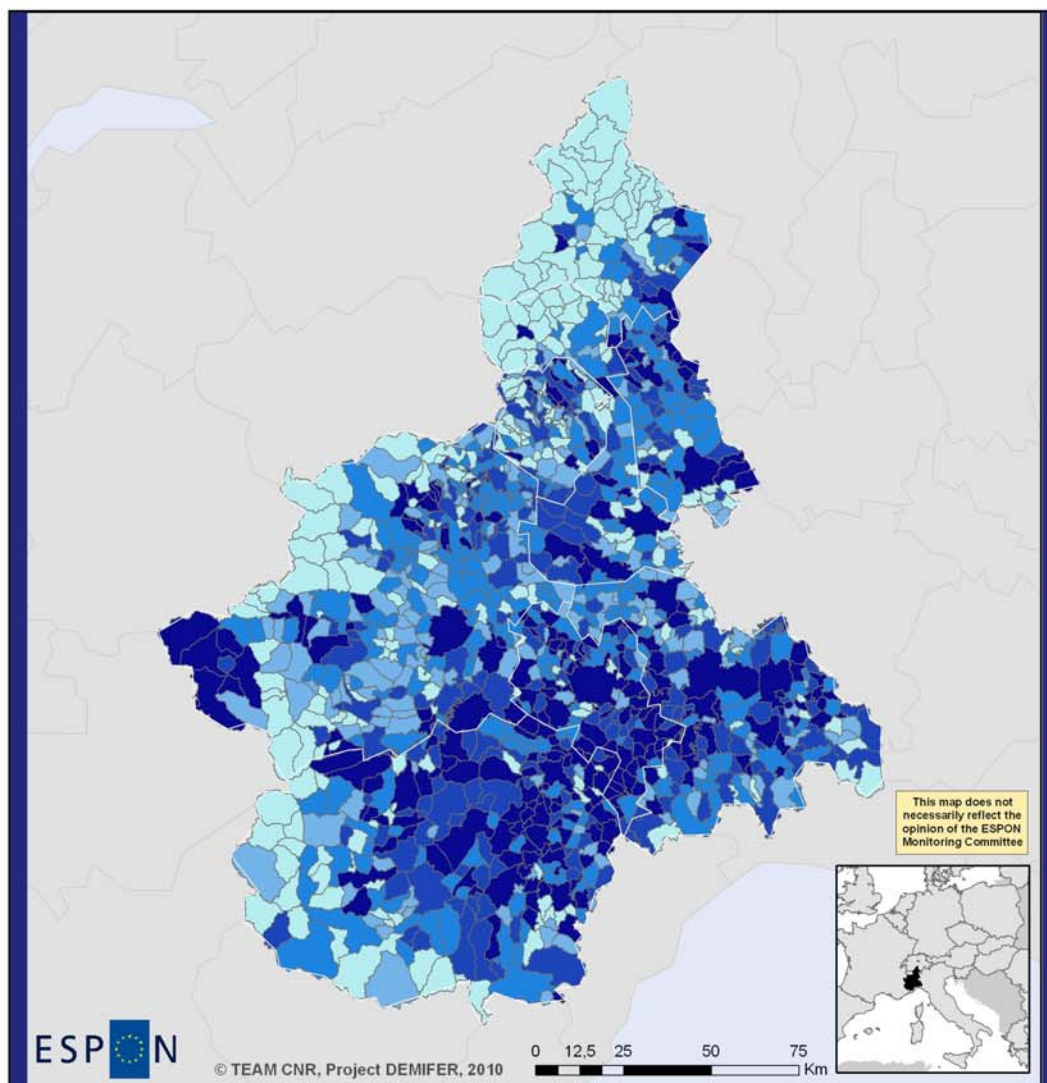 This map does not
necessarily reflect the
opinion of the ESPON
Monitoring Committee
ESPON
© TEAM CNR, Project DEMIFER, 2010
0 12,5 25 50 75
Km